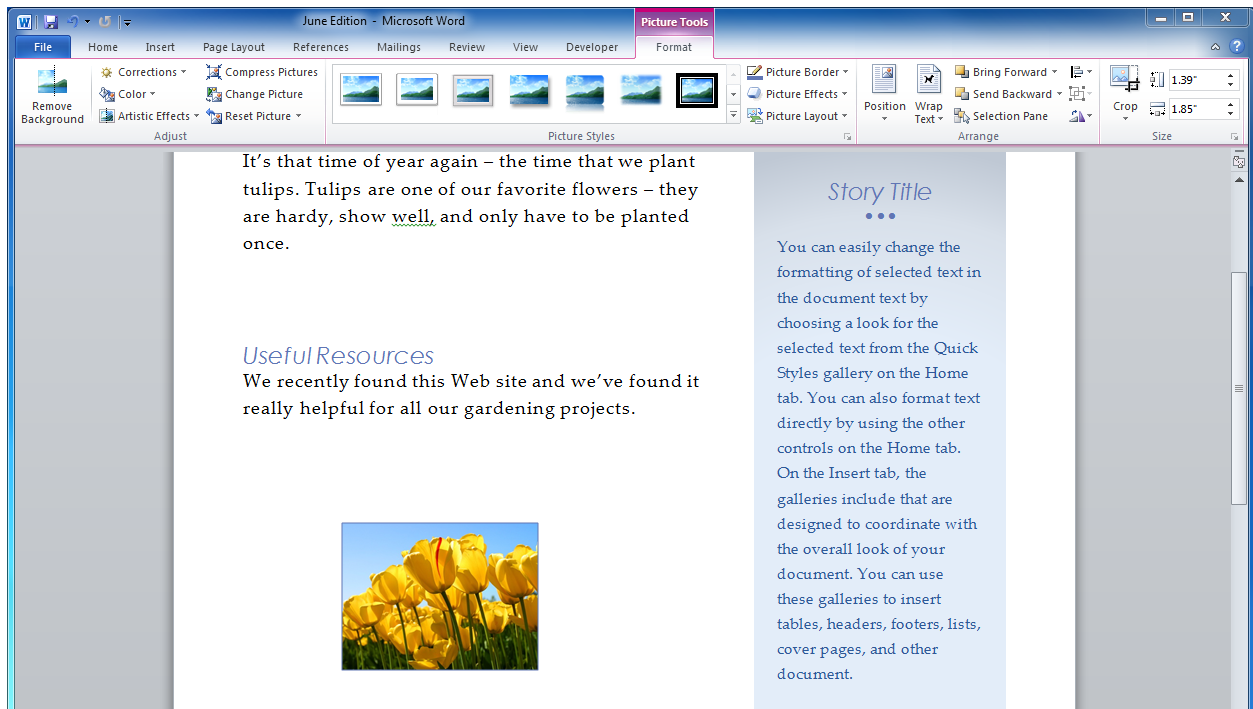 June Edition - Microsoft Word
Picture Tools
File Home Insert Page Layout References Mailings Review View Developer Format
Remove Background
Corrections
Color
Artistic Effects
Compress Pictures
Change Picture
Reset Picture
Adjust
Picture Styles
Picture Border
Picture Effects
Picture Layout
Position
Wrap Text
Bring Forward
Send Backward
Selection Pane
Arrange
Crop
1.39"
1.85"
Size
It's that time of year again – the time that we plant
tulips. Tulips are one of our favorite flowers – they
are hardy, show well, and only have to be planted
once.
Useful Resources
We recently found this Web site and we've found it
really helpful for all our gardening projects.
Story Title
•••
You can easily change the
formatting of selected text in
the document text by
choosing a look for the
selected text from the Quick
Styles gallery on the Home
tab. You can also format text
directly by using the other
controls on the Home tab.
On the Insert tab, the
galleries include that are
designed to coordinate with
the overall look of your
document. You can use
these galleries to insert
tables, headers, footers, lists,
cover pages, and other
document.